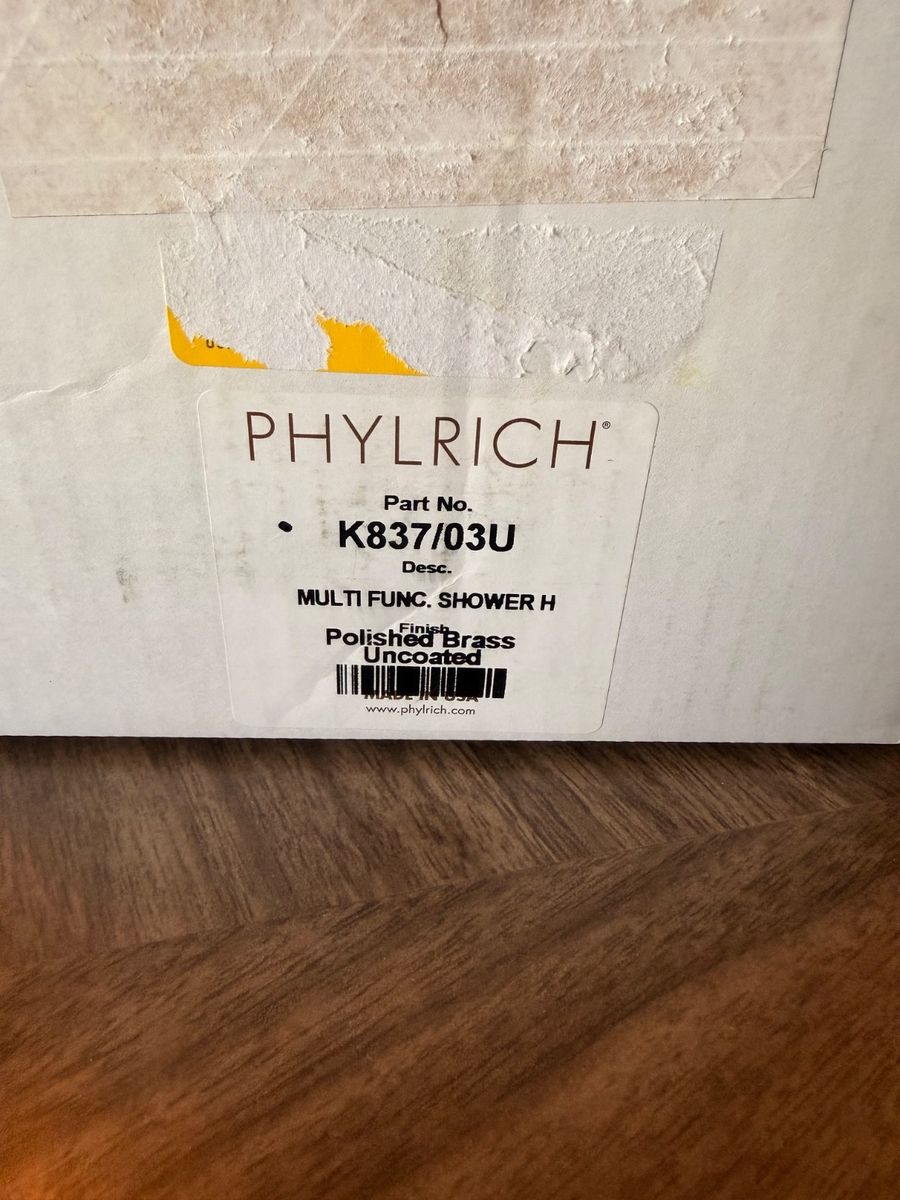 PHYLRICH®
Part No.
K837/03U
Desc.
MULTI FUNC. SHOWER H
Finish
Polished Brass
Uncoated
MADE IN USA
www.phylrich.com